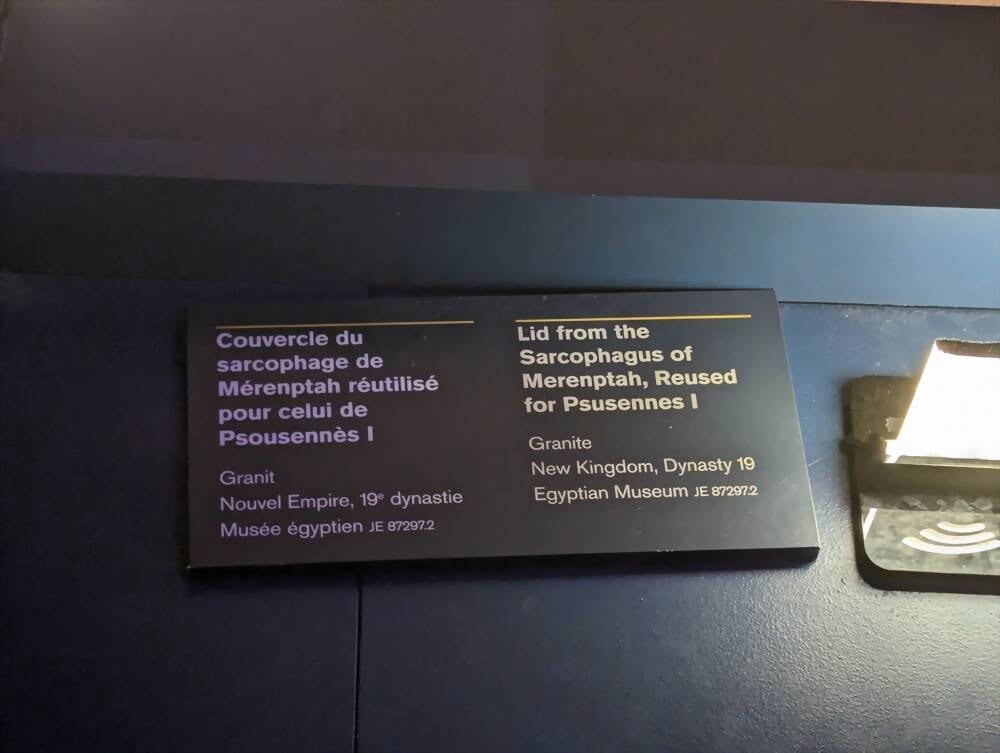 Couvercle du
sarcophage de
Mérenptah réutilisé
pour celui de
Psousennès I
Granit
Nouvel Empire, 19e dynastie
Musée égyptien JE 87297.2
Lid from the
Sarcophagus of
Merenptah, Reused
for Psusennes I
Granite
New Kingdom, Dynasty 19
Egyptian Museum JE 87297.2